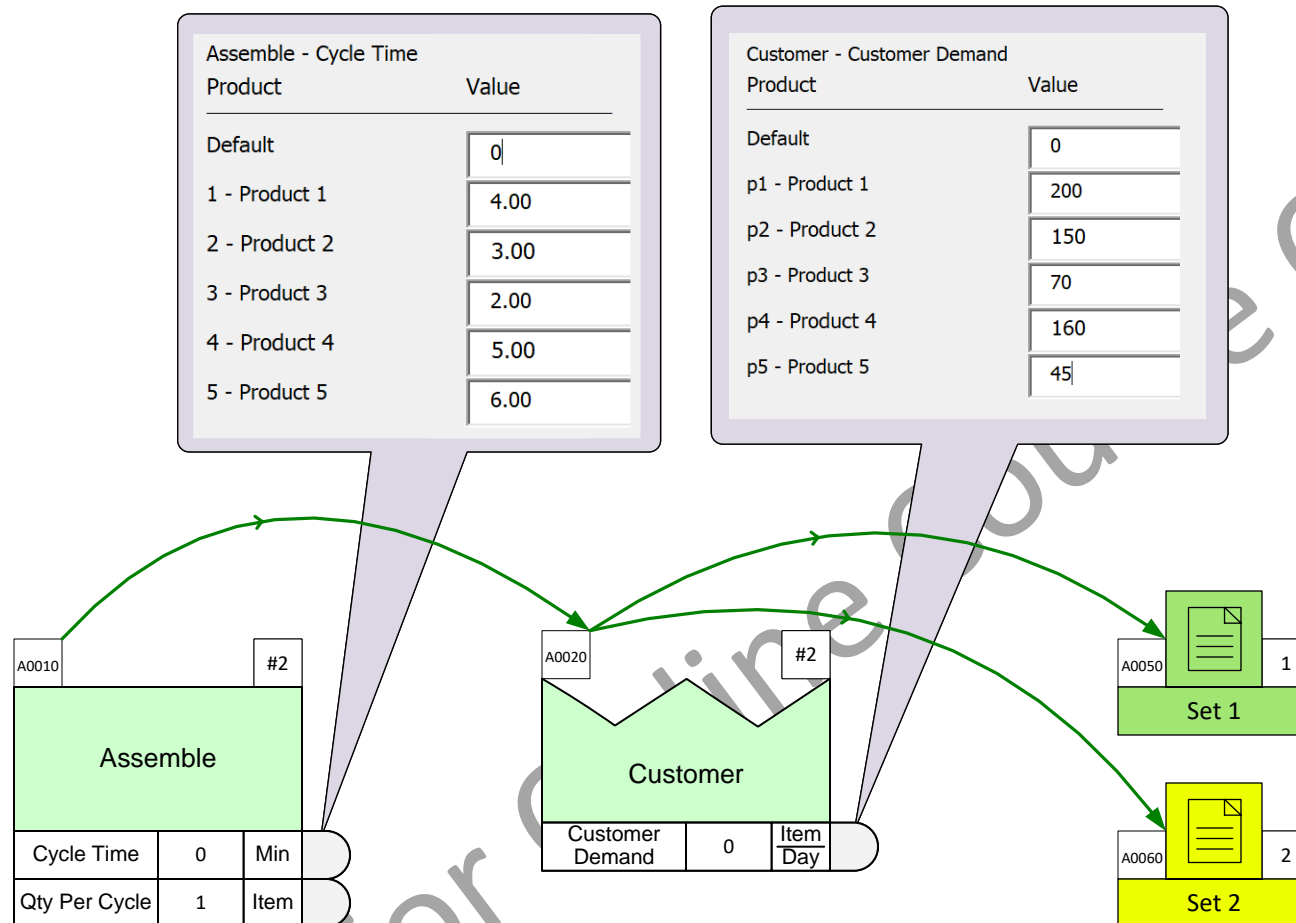 Assemble - Cycle Time
Product Value
Default 0
1 - Product 1 4.00
2 - Product 2 3.00
3 - Product 3 2.00
4 - Product 4 5.00
5 - Product 5 6.00
Customer - Customer Demand
Product Value
Default 0
p1 - Product 1 200
p2 - Product 2 150
p3 - Product 3 70
p4 - Product 4 160
p5 - Product 5 45
A0010 #2
Assemble
Cycle Time 0 Min
Qty Per Cycle 1 Item
A0020 #2
Customer
Customer Demand 0 Item Day
A0050 1
Set 1
A0060 2
Set 2